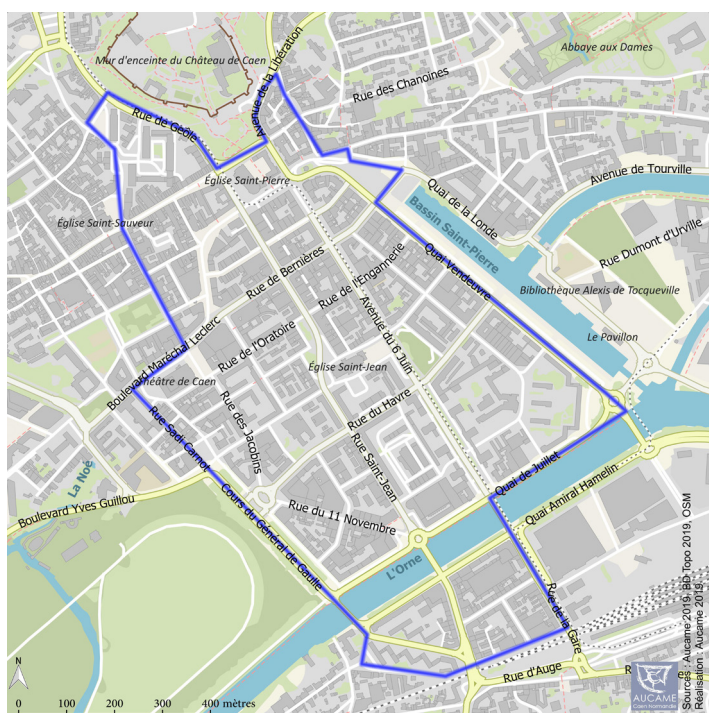 Mur d'enceinte du Château de Caen
Avenue de la Libération
Abbaye aux Dames
Rue des Chanoines
Rue de Geôle
Église Saint-Pierre
Quai de la Londe
Avenue de Tourville
Bassin Saint-Pierre
Église Saint-Sauveur
Rue de Bernières
Rue de l'Engannerie
Quai Vendeuvre
Rue Dumont d'Urville
Bibliothèque Alexis de Tocqueville
Avenue du 6 Juin
Le Pavillon
Boulevard Maréchal Leclerc
Rue de l'Oratoire
Église Saint-Jean
Théâtre de Caen
Rue du Havre
Rue Sadi Carnot
Rue des Jacobins
Rue Saint-Jean
La Noë
Quai de Juillet
Quai Amiral Hamelin
Boulevard Yves Guillou
Cours du Général de Gaulle
Rue du 11 Novembre
L'Orne
Rue de la Gare
Rue d'Auge
N
0 100 200 400 mètres
AUCAME
Caen Normandie
Sources : Aucame 2019, BD Topo 2019, OSM
Réalisation : Aucame 2019